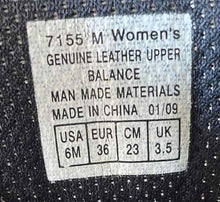 7155 M Women's
GENUINE LEATHER UPPER
BALANCE
MAN MADE MATERIALS
MADE IN CHINA 01/09
USA EUR CM UK
6M 36 23 3.5